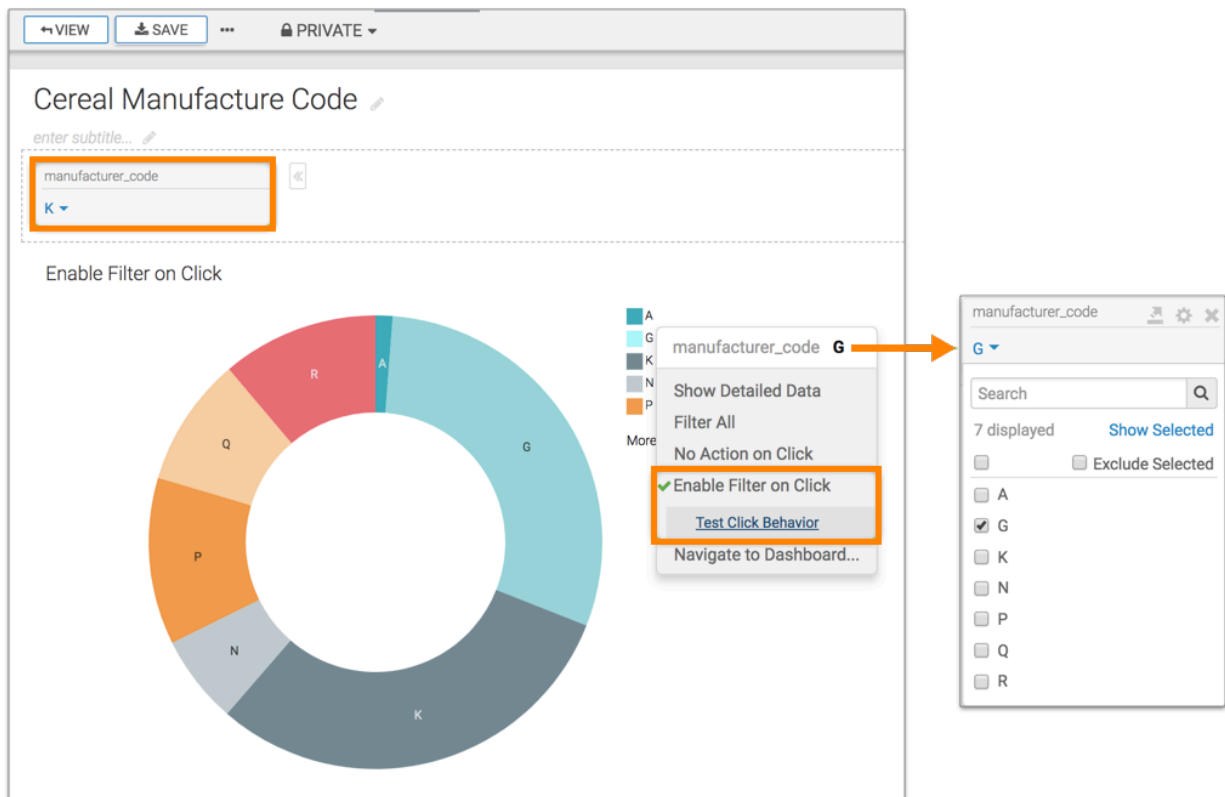 VIEW SAVE ... PRIVATE
Cereal Manufacture Code
enter subtitle...
manufacturer_code
K
Enable Filter on Click
A
G
K
N
P
Q
R
A
G
K
N
P
More
manufacturer_code G
Show Detailed Data
Filter All
No Action on Click
Enable Filter on Click
Test Click Behavior
Navigate to Dashboard...
manufacturer_code
G
Search
7 displayed Show Selected
Exclude Selected
A
G
K
N
P
Q
R